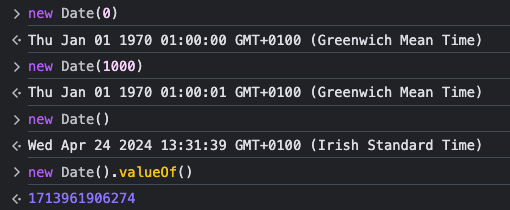 > new Date(0)
<· Thu Jan 01 1970 01:00:00 GMT+0100 (Greenwich Mean Time)
> new Date(1000)
<· Thu Jan 01 1970 01:00:01 GMT+0100 (Greenwich Mean Time)
> new Date()
<· Wed Apr 24 2024 13:31:39 GMT+0100 (Irish Standard Time)
> new Date().valueOf()
<· 1713961906274